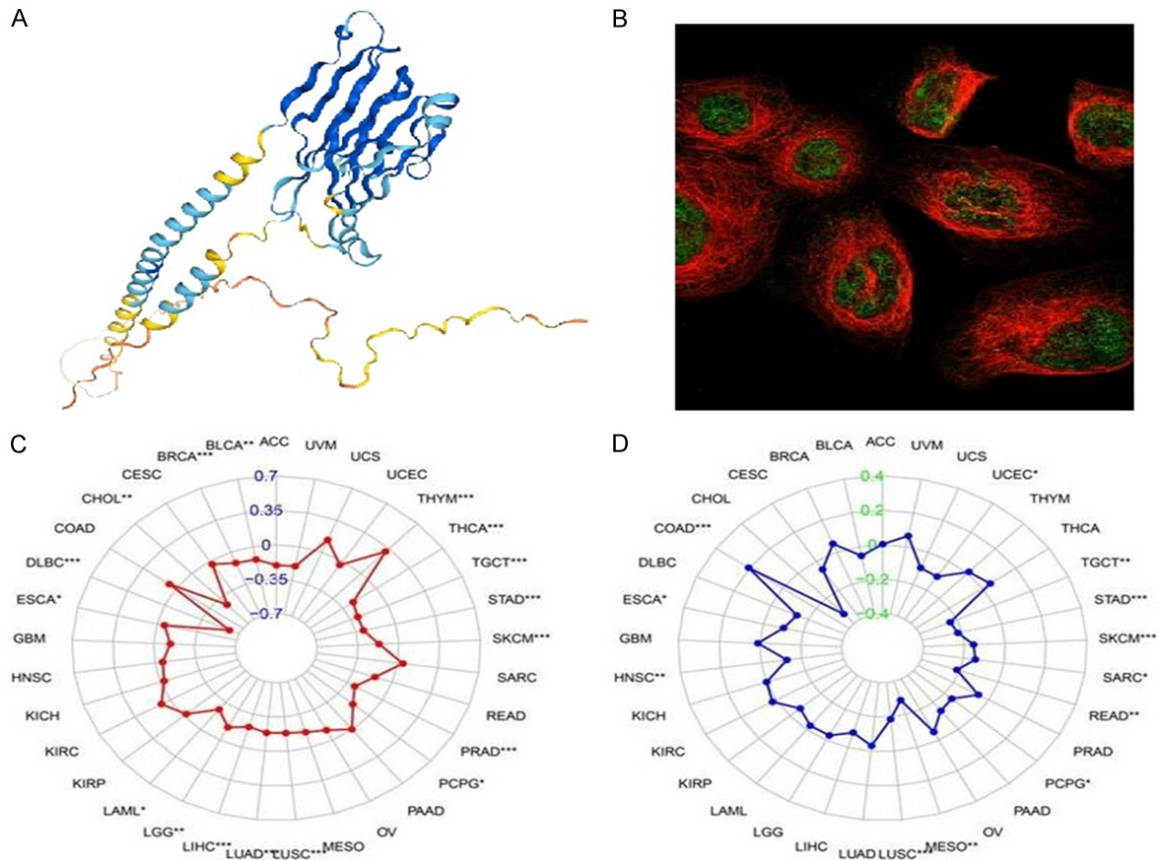 A
B
C
D
ACC
UVM
UCS
UCEC
THYM***
THCA***
TGCT***
STAD***
SKCM***
SARC
READ
PRAD***
PCPG*
PAAD
OV
MESO
LUSC***
LUAD***
LIHC***
LGG**
LAML*
KIRP
KIRC
KICH
HNSC
GBM
ESCA*
DLBC***
COAD
CHOL**
CESC
BRCA***
BLCA**
0.7
0.35
0
−0.35
−0.7
ACC
UVM
UCS
UCEC*
THYM
THCA
TGCT**
STAD***
SKCM***
SARC*
READ**
PRAD
PCPG*
PAAD
OV
MESO**
LUSC***
LUAD
LIHC
LGG
LAML
KIRP
KIRC
KICH
HNSC**
GBM
ESCA*
DLBC
COAD***
CHOL
CESC
BRCA
BLCA
0.4
0.2
0
−0.2
−0.4